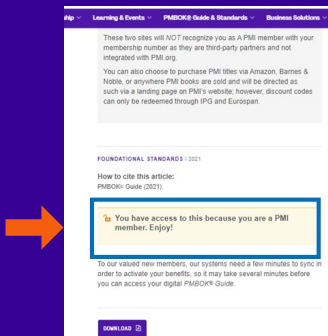 ship Learning & Events PMBOK® Guide & Standards Business Solutions
These two sites will NOT recognize you as A PMI member with your
membership number as they are third-party partners and not
integrated with PMI.org.
You can also choose to purchase PMI titles via Amazon, Barnes &
Noble, or anywhere PMI books are sold and will be directed as
such via a landing page on PMI's website; however, discount codes
can only be redeemed through IPG and Eurospan.
FOUNDATIONAL STANDARDS | 2021
How to cite this article:
PMBOK® Guide (2021).
You have access to this because you are a PMI
member. Enjoy!
To our valued new members, our systems need a few minutes to sync in
order to activate your benefits, so it may take several minutes before
you can access your digital PMBOK® Guide.
DOWNLOAD